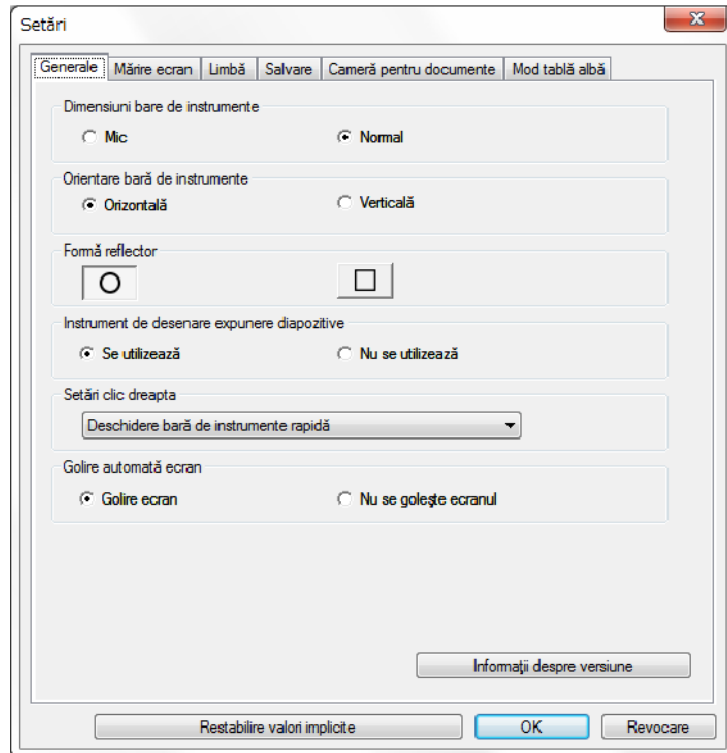 Setări
Generale Mărire ecran Limbă Salvare Cameră pentru documente Mod tablă albă
Dimensiuni bare de instrumente
Mic Normal
Orientare bară de instrumente
Orizontală Verticală
Formă reflector
Instrument de desenare expunere diapozitive
Se utilizează Nu se utilizează
Setări clic dreapta
Deschidere bară de instrumente rapidă
Golire automată ecran
Golire ecran Nu se goleşte ecranul
Informaţii despre versiune
Restabilire valori implicite OK Revocare